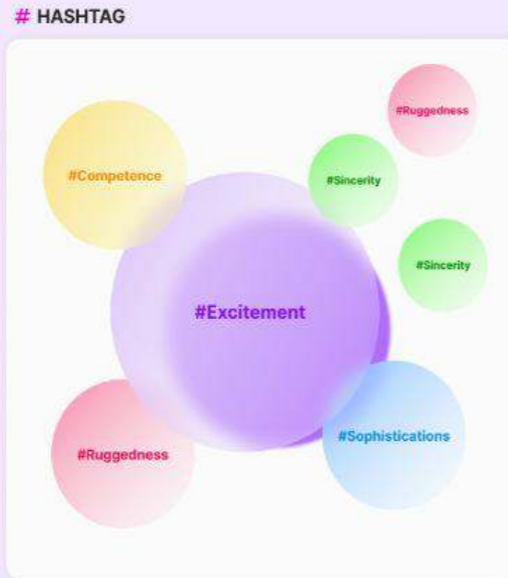 # HASHTAG
#Ruggedness
#Competence
#Sincerity
#Sincerity
#Excitement
#Sophistications
#Ruggedness